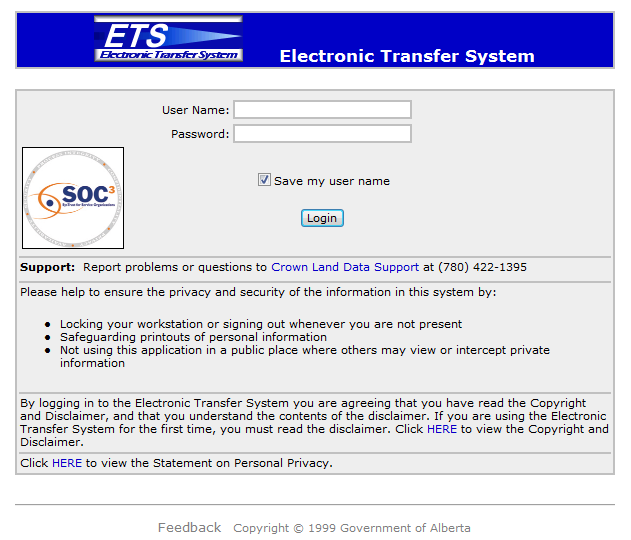 ETS
Electronic Transfer System
Electronic Transfer System
User Name:
Password:
SOC3
SysTrust for Service Organizations
Save my user name
Login
Support: Report problems or questions to Crown Land Data Support at (780) 422-1395
Please help to ensure the privacy and security of the information in this system by:
Locking your workstation or signing out whenever you are not present
Safeguarding printouts of personal information
Not using this application in a public place where others may view or intercept private
information
By logging in to the Electronic Transfer System you are agreeing that you have read the Copyright
and Disclaimer, and that you understand the contents of the disclaimer. If you are using the Electronic
Transfer System for the first time, you must read the disclaimer. Click HERE to view the Copyright and
Disclaimer.
Click HERE to view the Statement on Personal Privacy.
Feedback Copyright © 1999 Government of Alberta